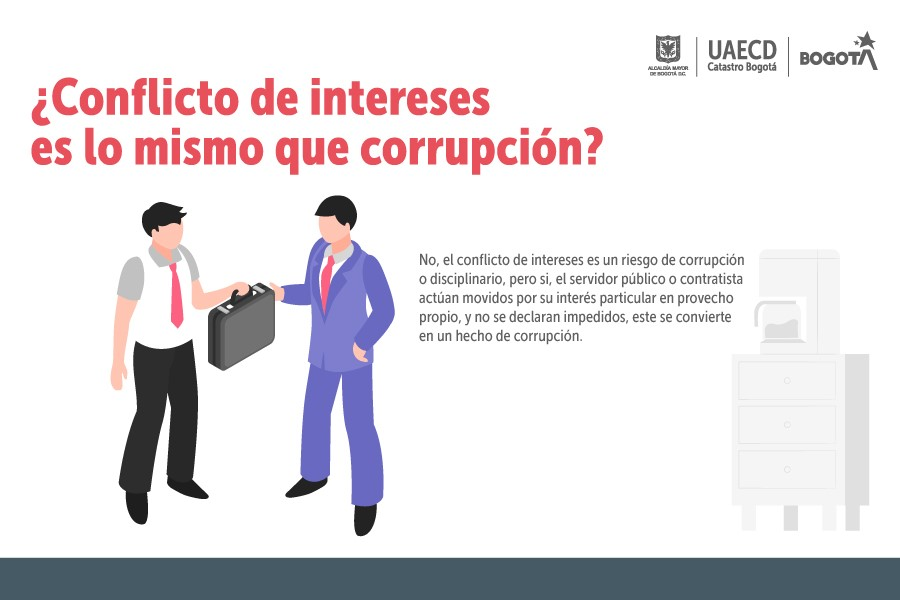 ALCALDÍA MAYOR
DE BOGOTÁ D.C.
UAECD
Catastro Bogotá
BOGOTÁ
¿Conflicto de intereses
es lo mismo que corrupción?
No, el conflicto de intereses es un riesgo de corrupción
o disciplinario, pero si, el servidor público o contratista
actúan movidos por su interés particular en provecho
propio, y no se declaran impedidos, este se convierte
en un hecho de corrupción.